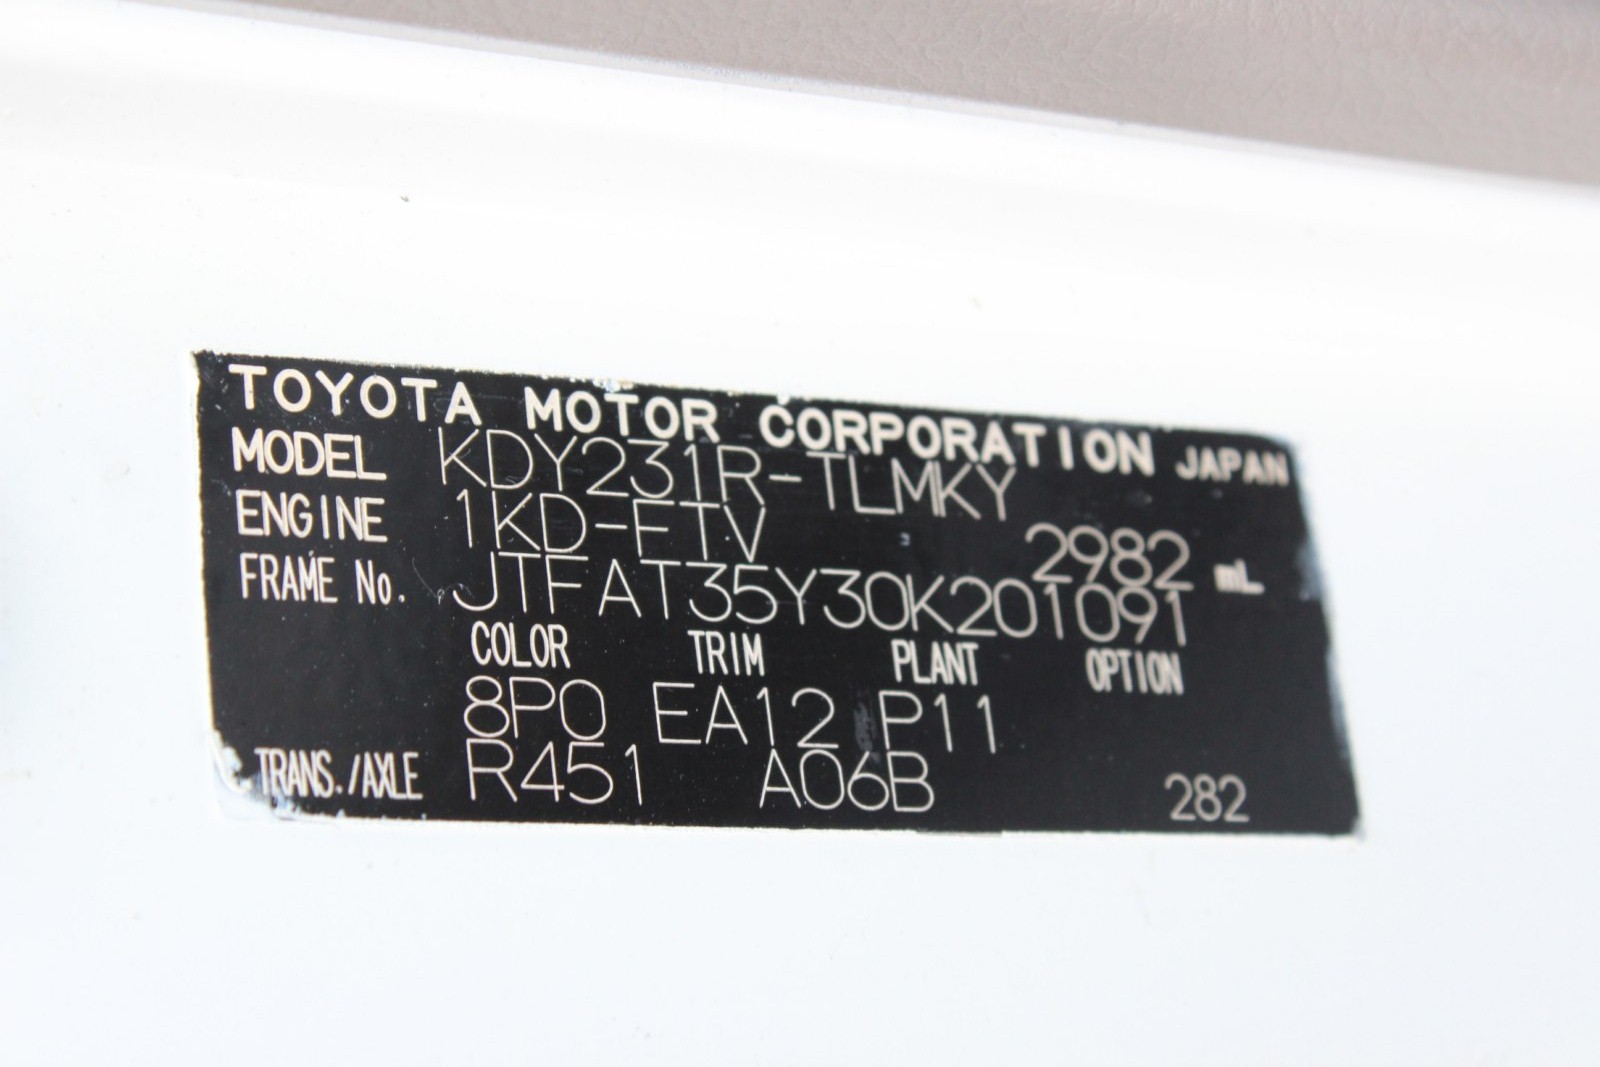 TOYOTA MOTOR CORPORATION JAPAN
MODEL KDY231R-TLMKY
ENGINE 1KD-FTV 2982 mL
FRAME No. JTFAT35Y30K201091
COLOR TRIM PLANT OPTION
8P0 EA12 P11
TRANS./AXLE R451 A06B 282